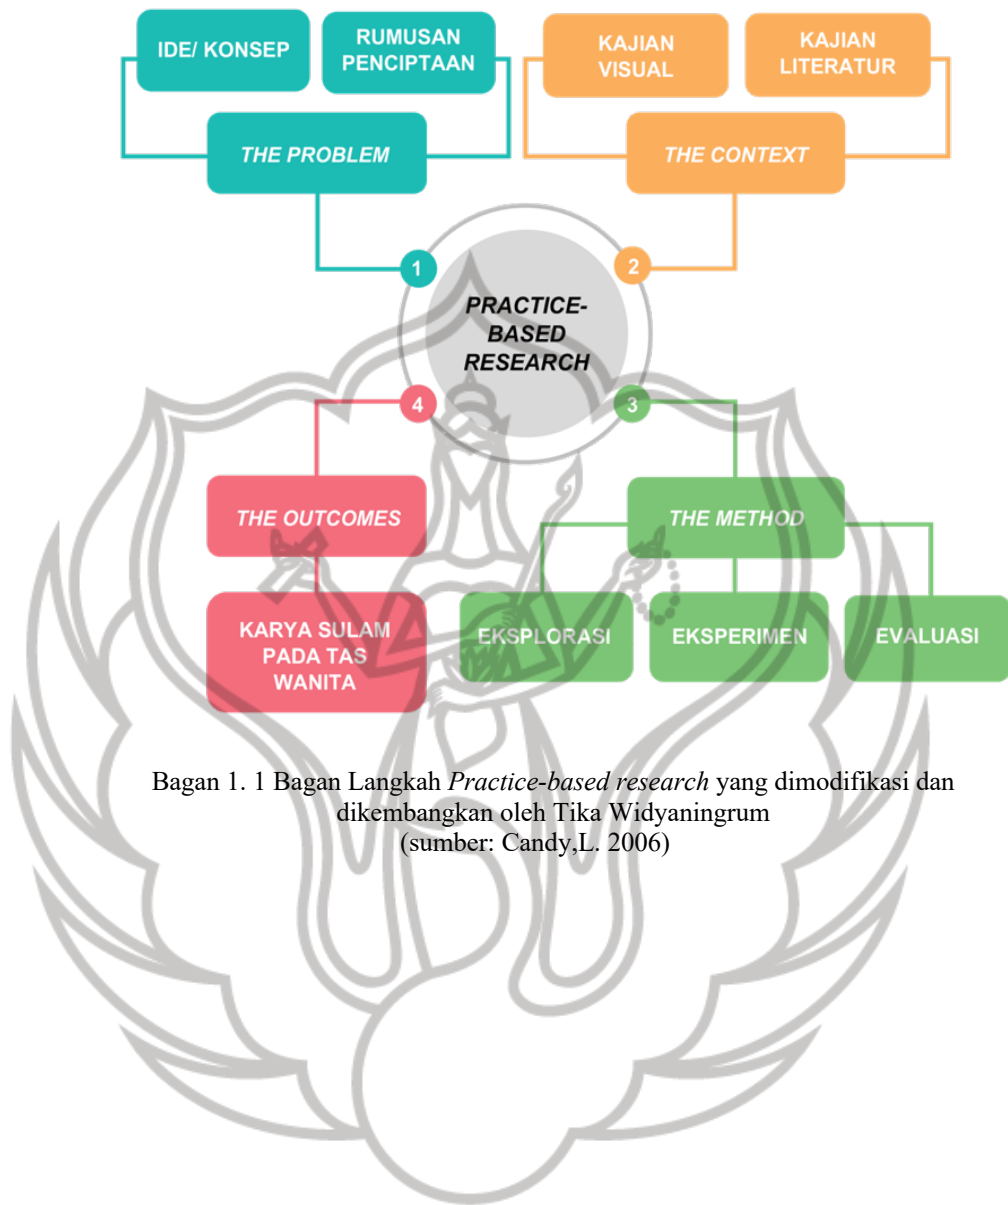 IDE/ KONSEP
RUMUSAN
PENCIPTAAN
THE PROBLEM
KAJIAN
VISUAL
KAJIAN
LITERATUR
THE CONTEXT
1
2
PRACTICE-
BASED
RESEARCH
4
3
THE OUTCOMES
KARYA SULAM
PADA TAS
WANITA
THE METHOD
EKSPLORASI
EKSPERIMEN
EVALUASI
Bagan 1. 1 Bagan Langkah Practice-based research yang dimodifikasi dan
dikembangkan oleh Tika Widyaningrum
(sumber: Candy,L. 2006)